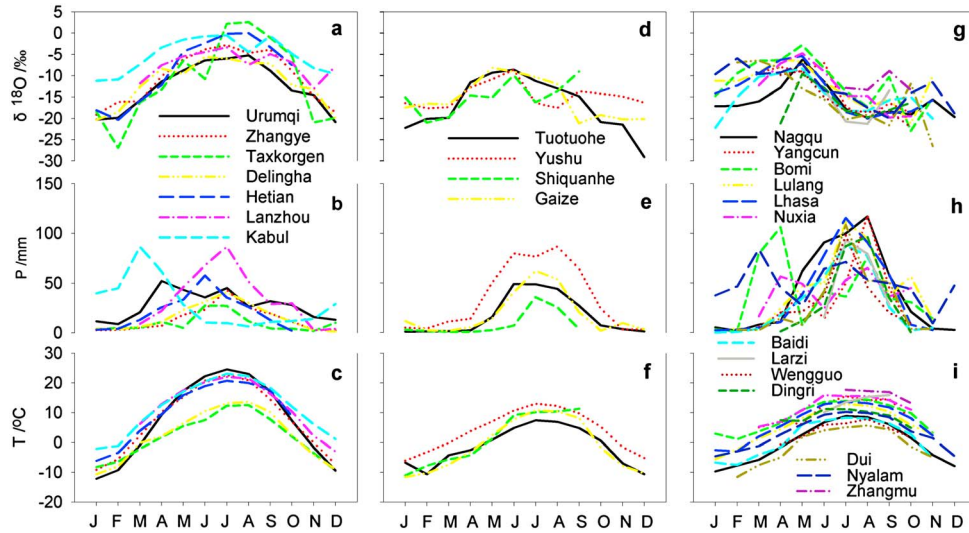 δ 18O /‰
5
0
-5
-10
-15
-20
-25
-30
a
Urumqi
Zhangye
Taxkorgen
Delingha
Hetian
Lanzhou
Kabul
d
Tuotuohe
Yushu
Shiquanhe
Gaize
g
Nagqu
Yangcun
Bomi
Lulang
Lhasa
Nuxia
P /mm
150
100
50
0
b
e
h
Baidi
Larzi
Wengguo
Dingri
T /ºC
30
20
10
0
-10
-20
c
f
i
Dui
Nyalam
Zhangmu
J F M A M J J A S O N D
J F M A M J J A S O N D
J F M A M J J A S O N D